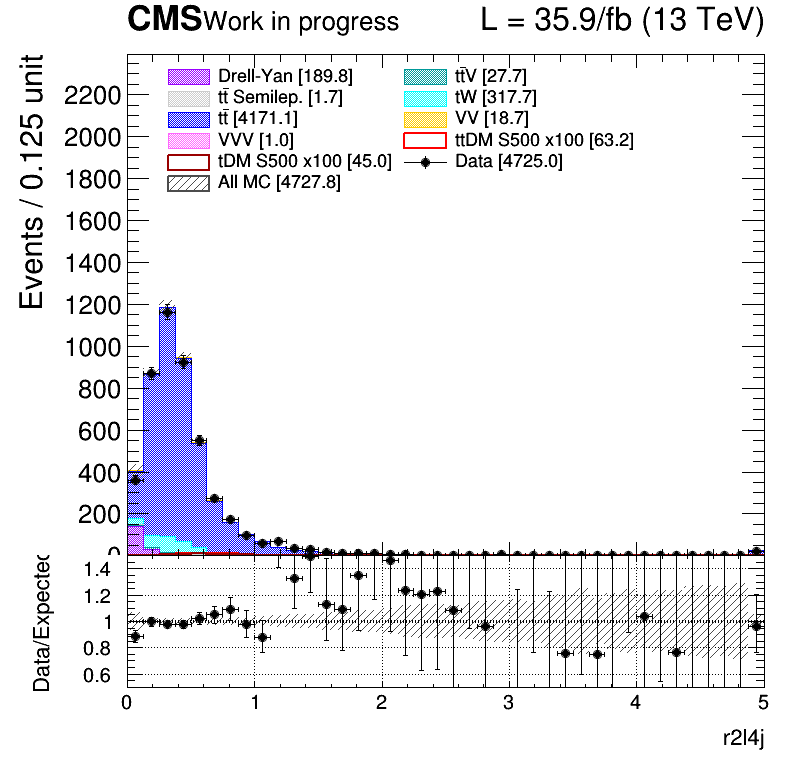 CMS Work in progress L = 35.9/fb (13 TeV)
Events / 0.125 unit
2200
2000
1800
1600
1400
1200
1000
800
600
400
200
0
Drell-Yan [189.8]
tt̄ Semilep. [1.7]
tt̄ [4171.1]
VVV [1.0]
tDM S500 x100 [45.0]
All MC [4727.8]
tt̄V [27.7]
tW [317.7]
VV [18.7]
ttDM S500 x100 [63.2]
Data [4725.0]
Data/Expected
1.4
1.2
1
0.8
0.6
0 1 2 3 4 5
r2l4j